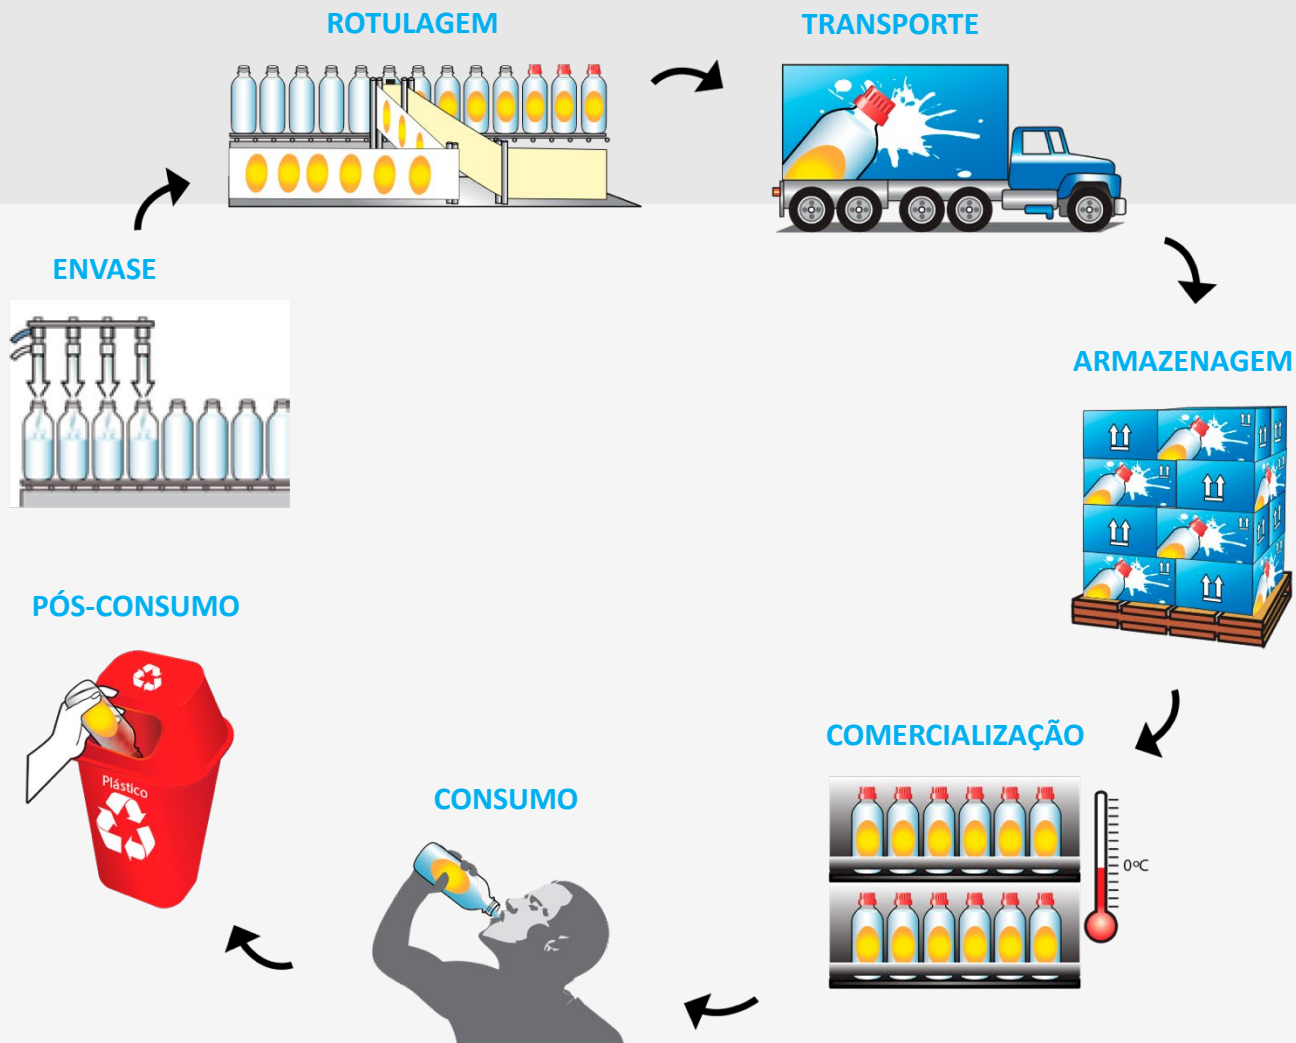 ROTULAGEM
TRANSPORTE
ENVASE
ARMAZENAGEM
PÓS-CONSUMO
Plástico
COMERCIALIZAÇÃO
0ºC
CONSUMO